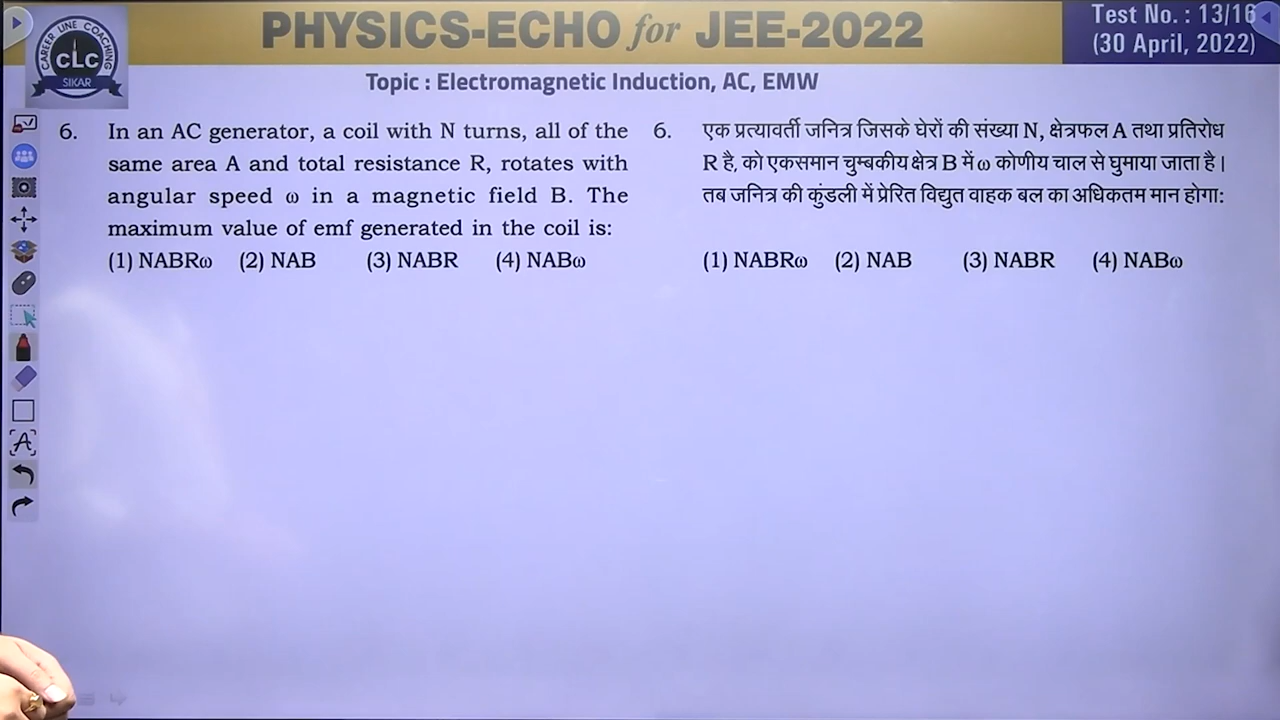 PHYSICS-ECHO for JEE-2022
Test No. : 13/16
(30 April, 2022)
CAREER LINE COACHING
CLC
SIKAR
Topic : Electromagnetic Induction, AC, EMW
6. In an AC generator, a coil with N turns, all of the
same area A and total resistance R, rotates with
angular speed ω in a magnetic field B. The
maximum value of emf generated in the coil is:
(1) NABRω (2) NAB (3) NABR (4) NABω
6. एक प्रत्यावर्ती जनित्र जिसके घेरों की संख्या N, क्षेत्रफल A तथा प्रतिरोध
R है, को एकसमान चुम्बकीय क्षेत्र B में ω कोणीय चाल से घुमाया जाता है।
तब जनित्र की कुंडली में प्रेरित विद्युत वाहक बल का अधिकतम मान होगा:
(1) NABRω (2) NAB (3) NABR (4) NABω